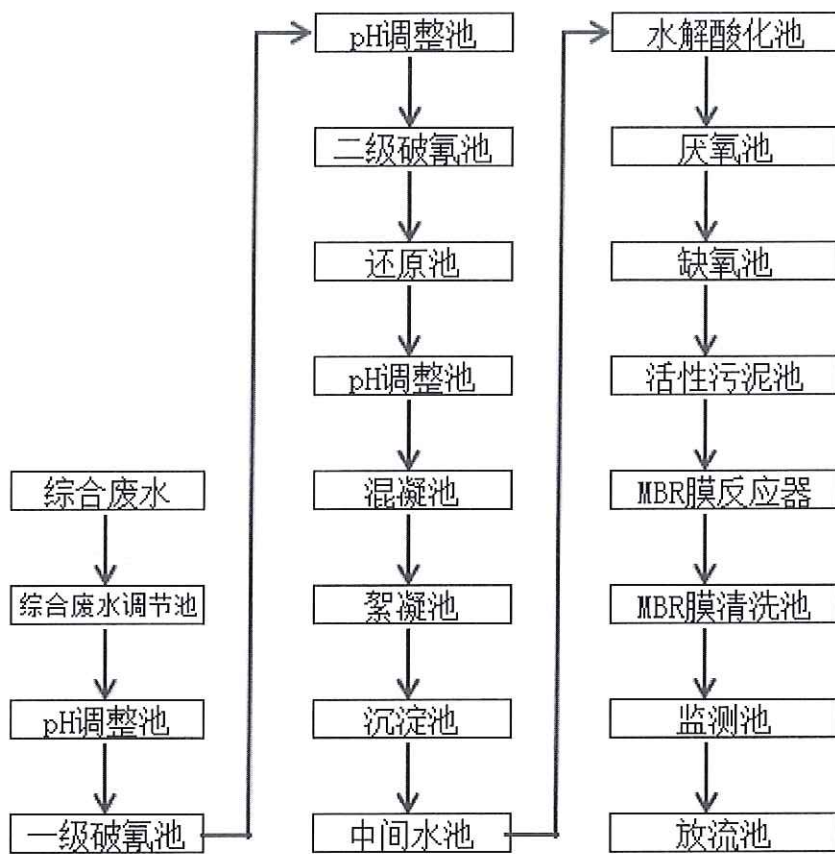 综合废水
综合废水调节池
pH调整池
一级破氰池
pH调整池
二级破氰池
还原池
pH调整池
混凝池
絮凝池
沉淀池
中间水池
水解酸化池
厌氧池
缺氧池
活性污泥池
MBR膜反应器
MBR膜清洗池
监测池
放流池